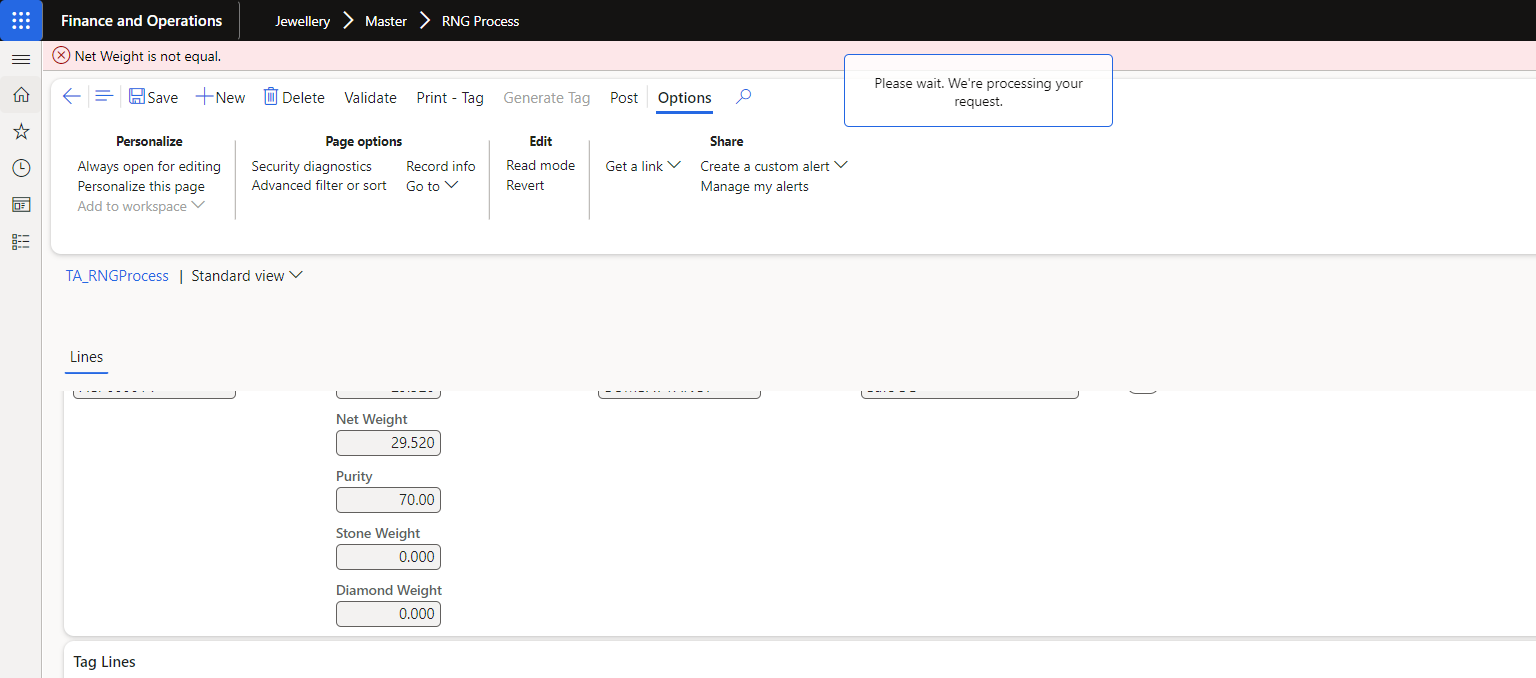 Finance and Operations
Jewellery Master RNG Process
Net Weight is not equal.
Please wait. We're processing your
request.
Save New Delete Validate Print - Tag Generate Tag Post Options
Personalize
Always open for editing
Personalize this page
Add to workspace
Page options
Security diagnostics
Advanced filter or sort
Record info
Go to
Edit
Read mode
Revert
Share
Get a link
Create a custom alert
Manage my alerts
TA_RNGProcess | Standard view
Lines
Net Weight
29.520
Purity
70.00
Stone Weight
0.000
Diamond Weight
0.000
Tag Lines